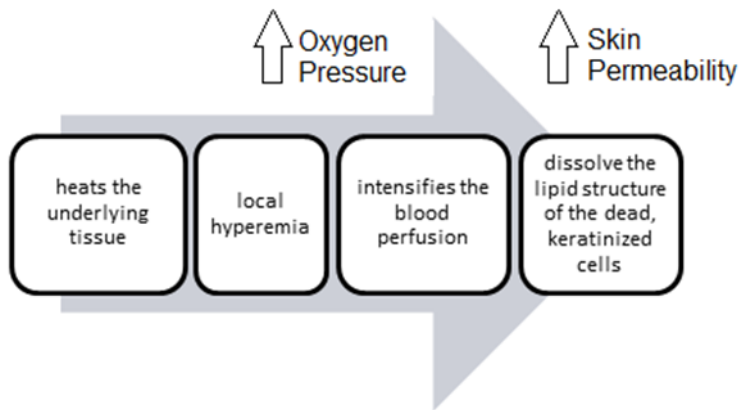 Oxygen
Pressure
Skin
Permeability
heats the
underlying
tissue
local
hyperemia
intensifies the
blood
perfusion
dissolve the
lipid structure
of the dead,
keratinized
cells